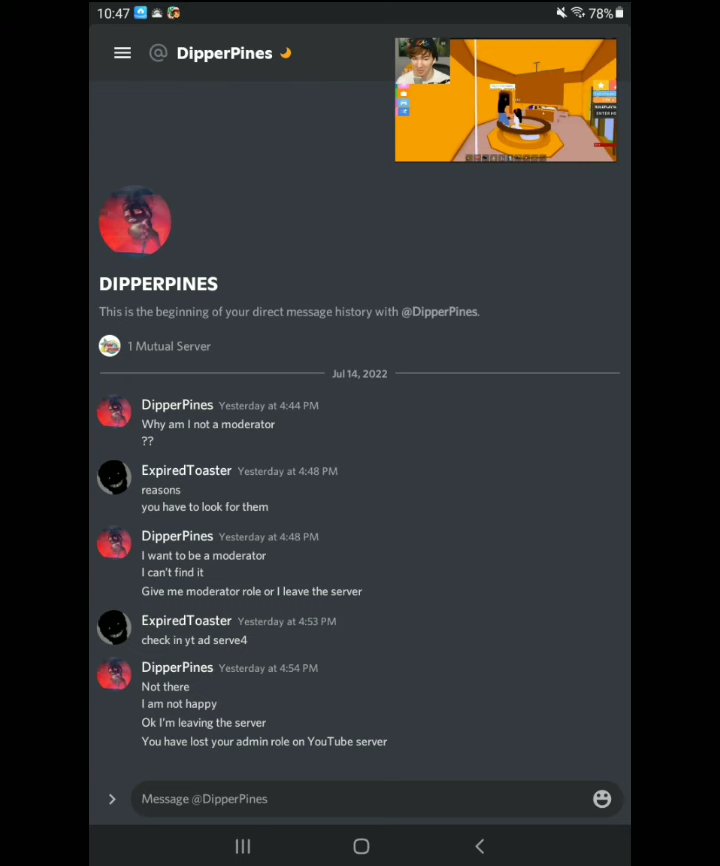 10:47
78%
@ DipperPines
DIPPERPINES
This is the beginning of your direct message history with @DipperPines.
1 Mutual Server
Jul 14, 2022
DipperPines Yesterday at 4:44 PM
Why am I not a moderator
??
ExpiredToaster Yesterday at 4:48 PM
reasons
you have to look for them
DipperPines Yesterday at 4:48 PM
I want to be a moderator
I can't find it
Give me moderator role or I leave the server
ExpiredToaster Yesterday at 4:53 PM
check in yt ad serve4
DipperPines Yesterday at 4:54 PM
Not there
I am not happy
Ok I'm leaving the server
You have lost your admin role on YouTube server
Message @DipperPines